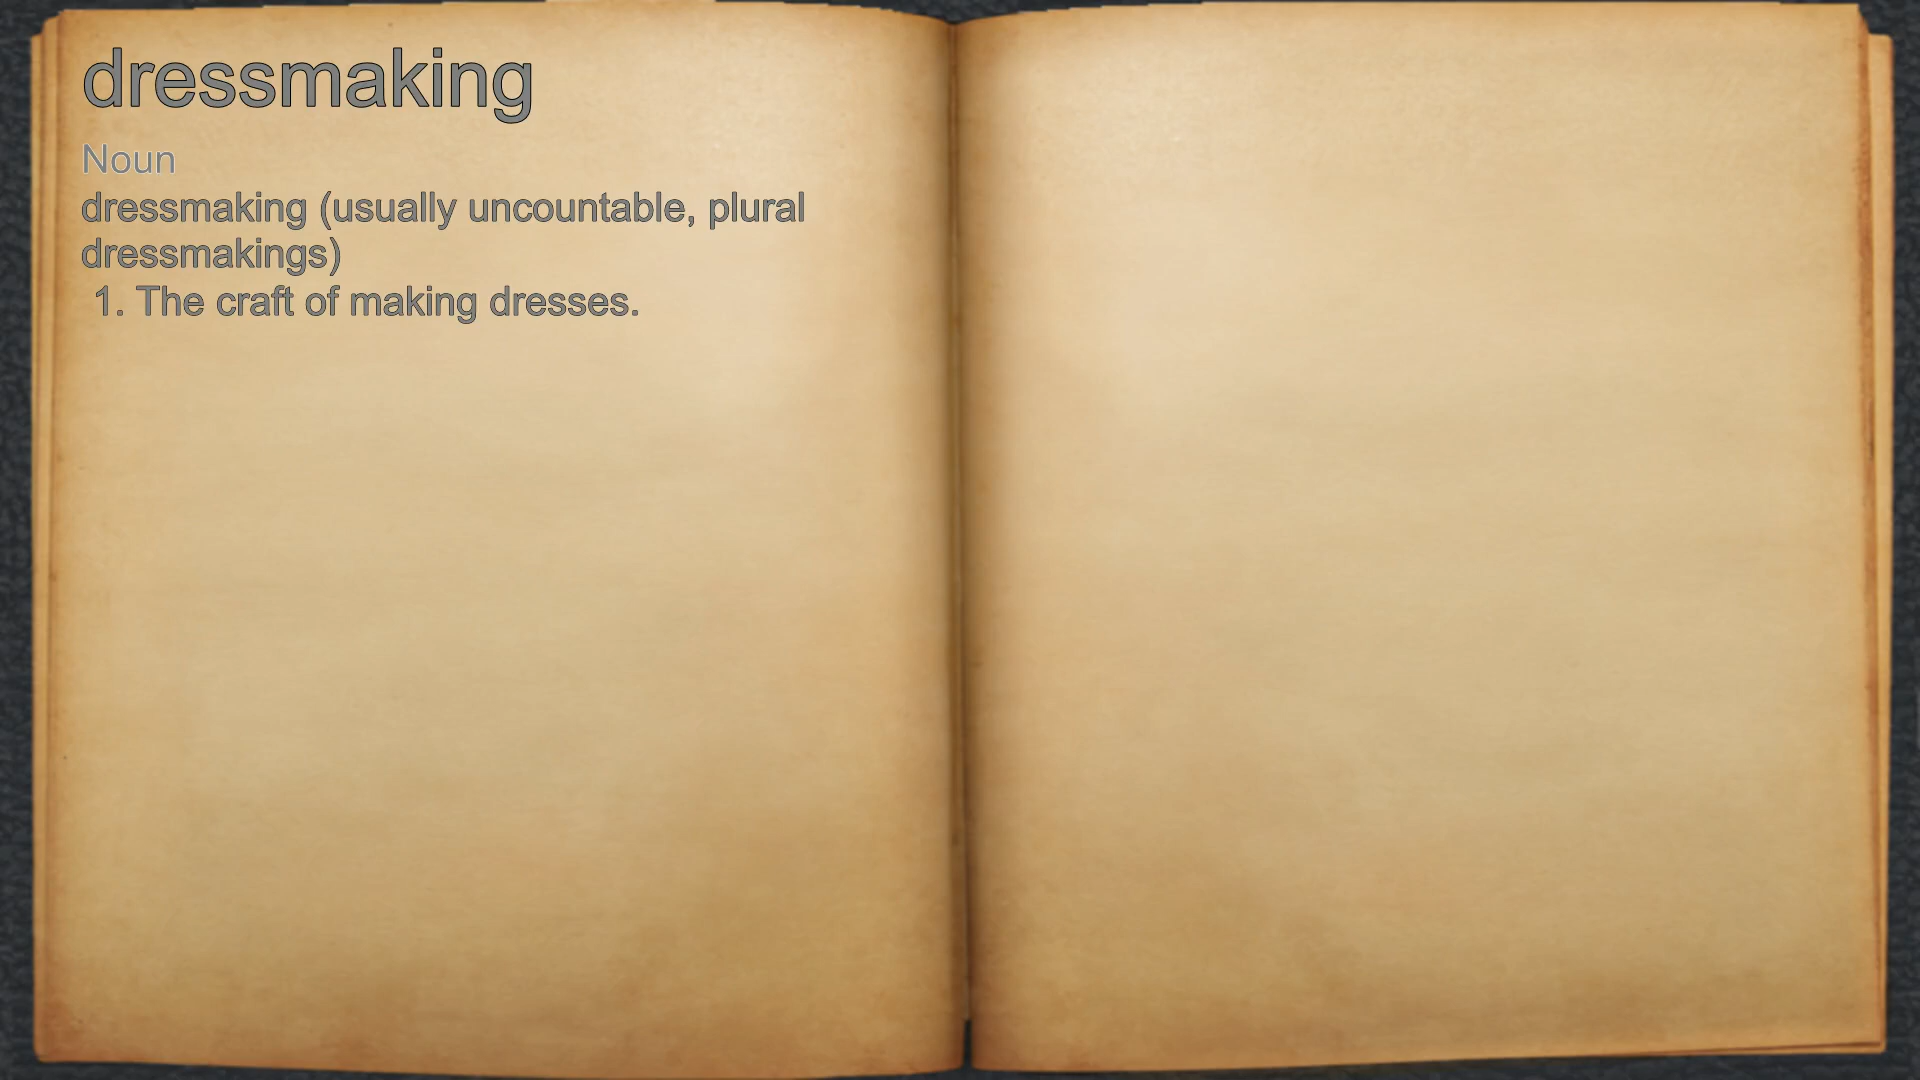 dressmaking
Noun
dressmaking (usually uncountable, plural
dressmakings)
1. The craft of making dresses.